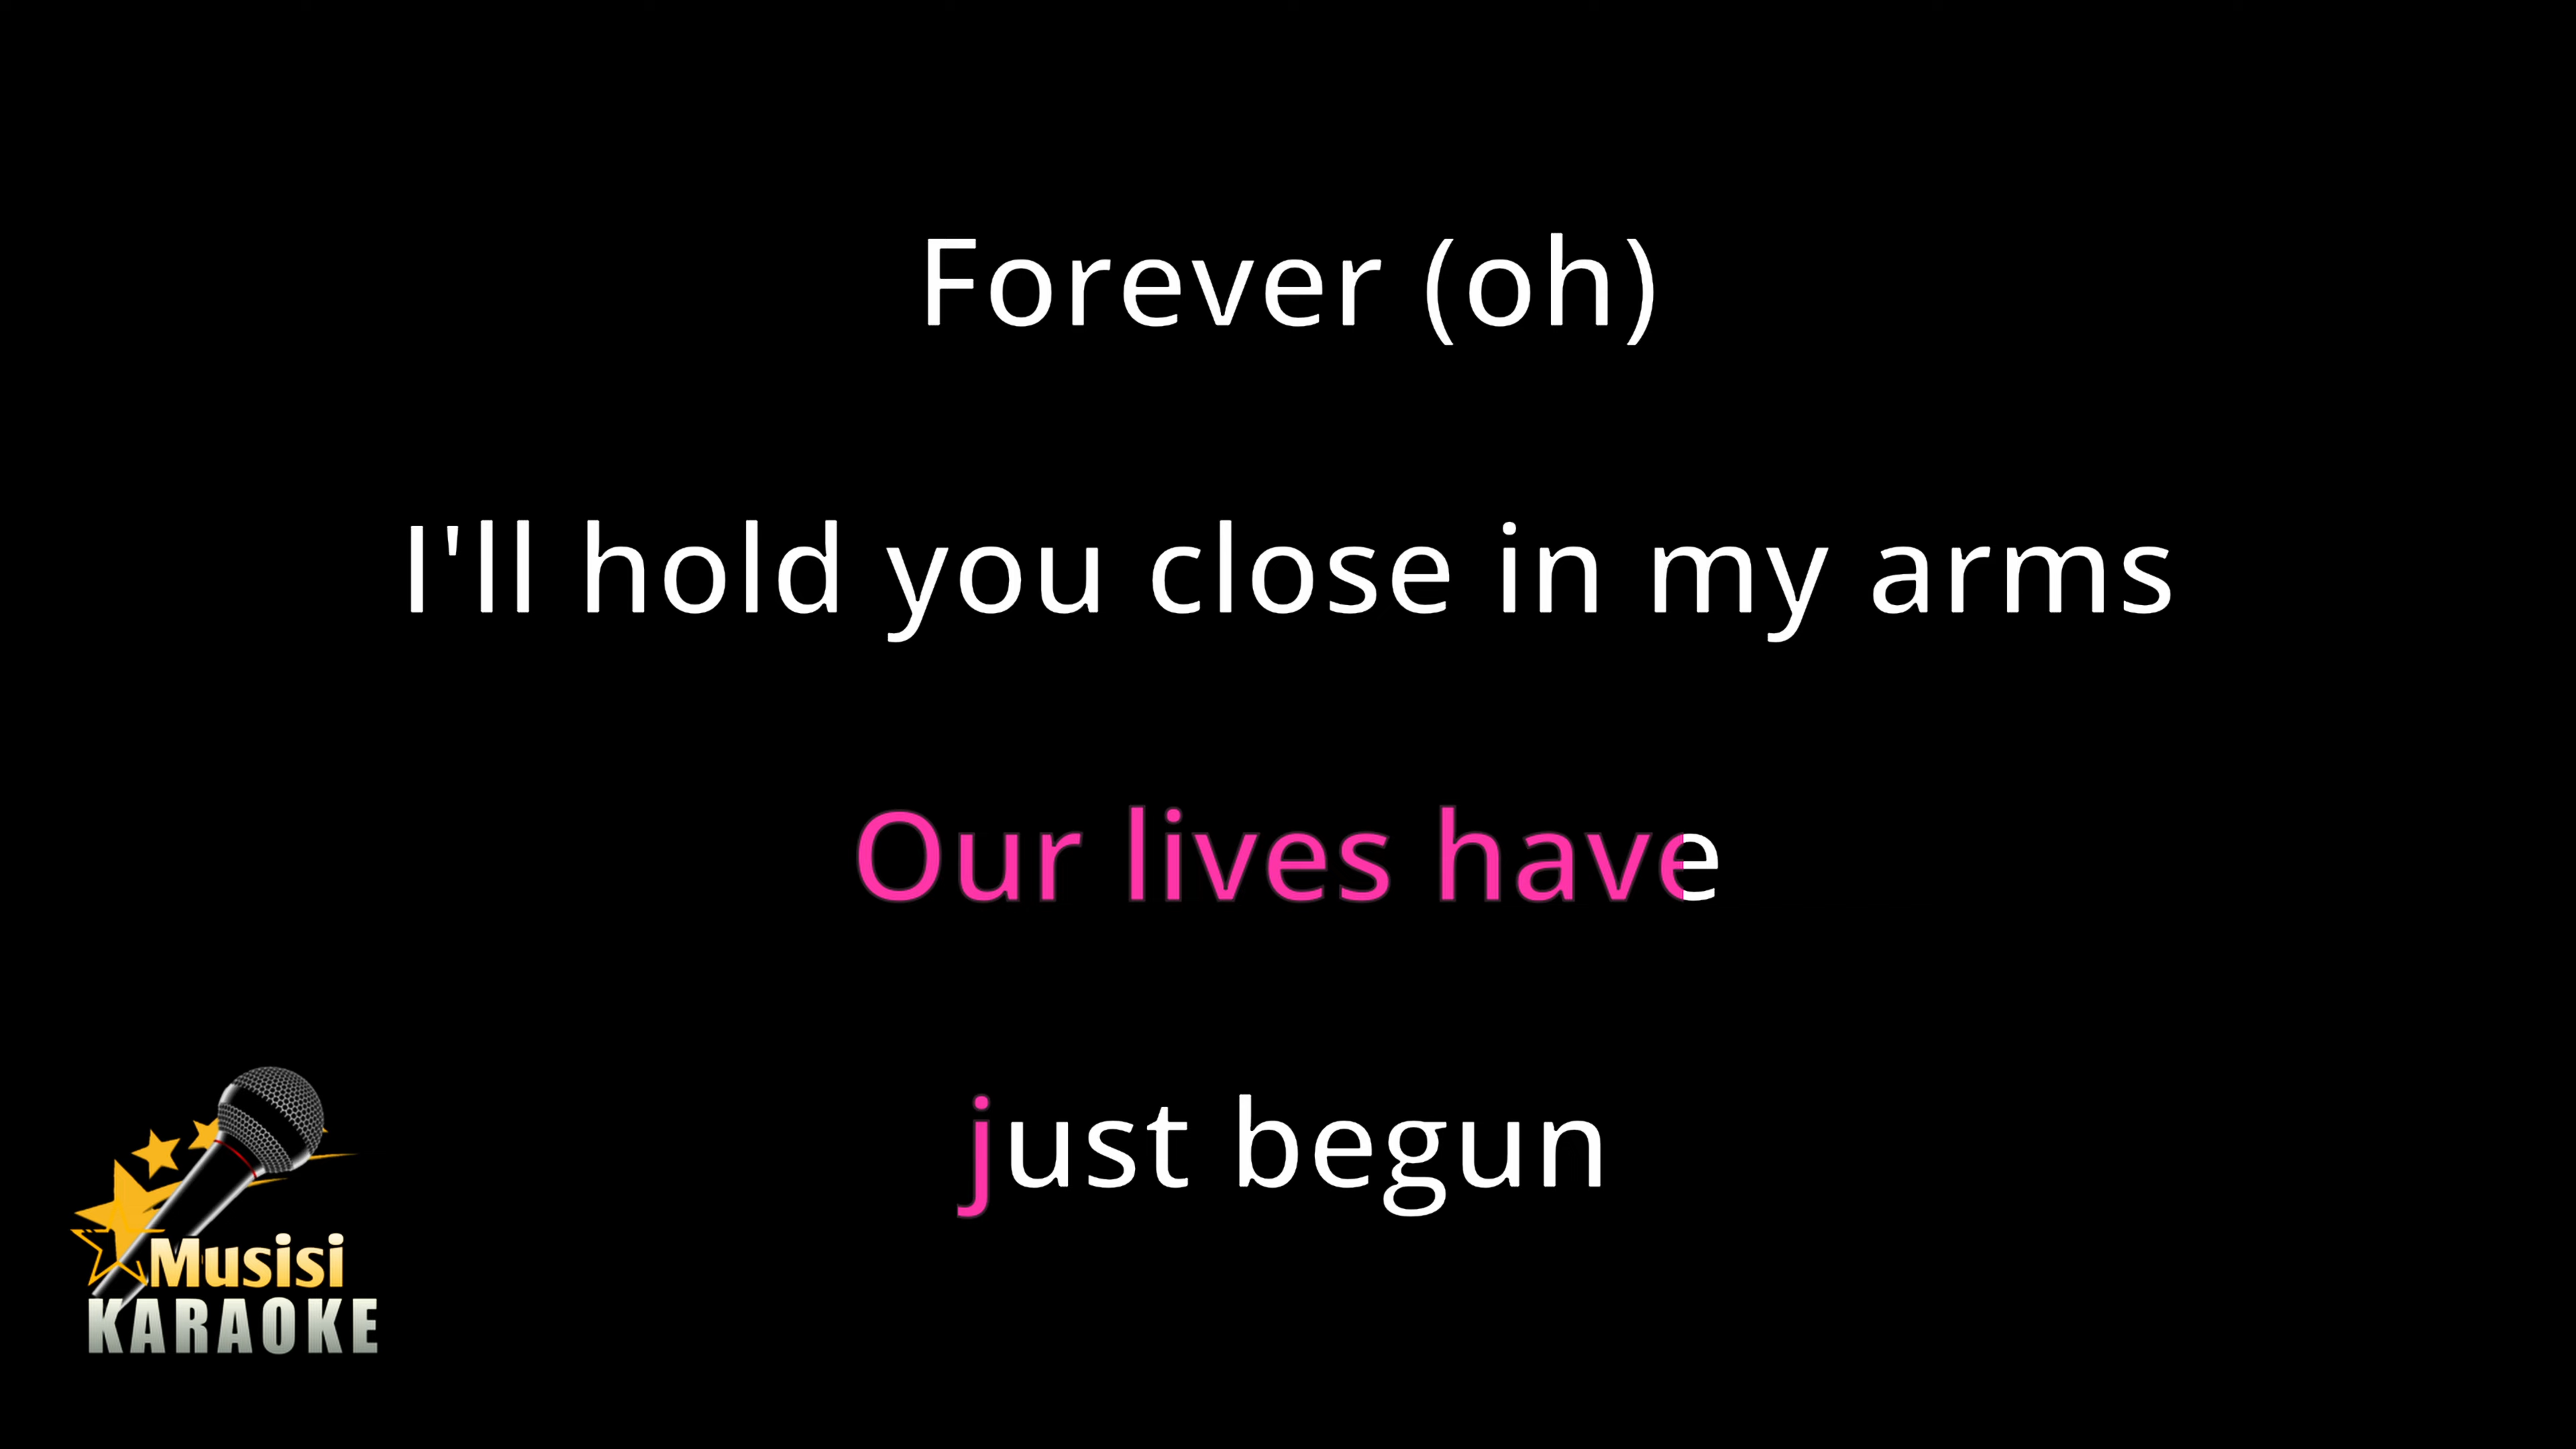 Forever (oh)
I'll hold you close in my arms
Our lives have
just begun
Musisi
KARAOKE